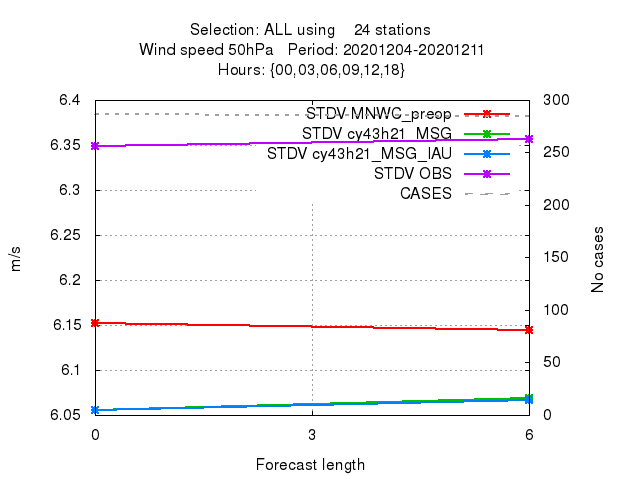 Selection: ALL using    24 stations
Wind speed 50hPa   Period: 20201204-20201211
Hours: {00,03,06,09,12,18}
6.4
6.35
6.3
6.25
6.2
6.15
6.1
6.05
m/s
STDV MNWC_preop
STDV cy43h21_MSG
STDV cy43h21_MSG_IAU
STDV OBS
CASES
300
250
200
150
100
50
0
No cases
0
3
6
Forecast length